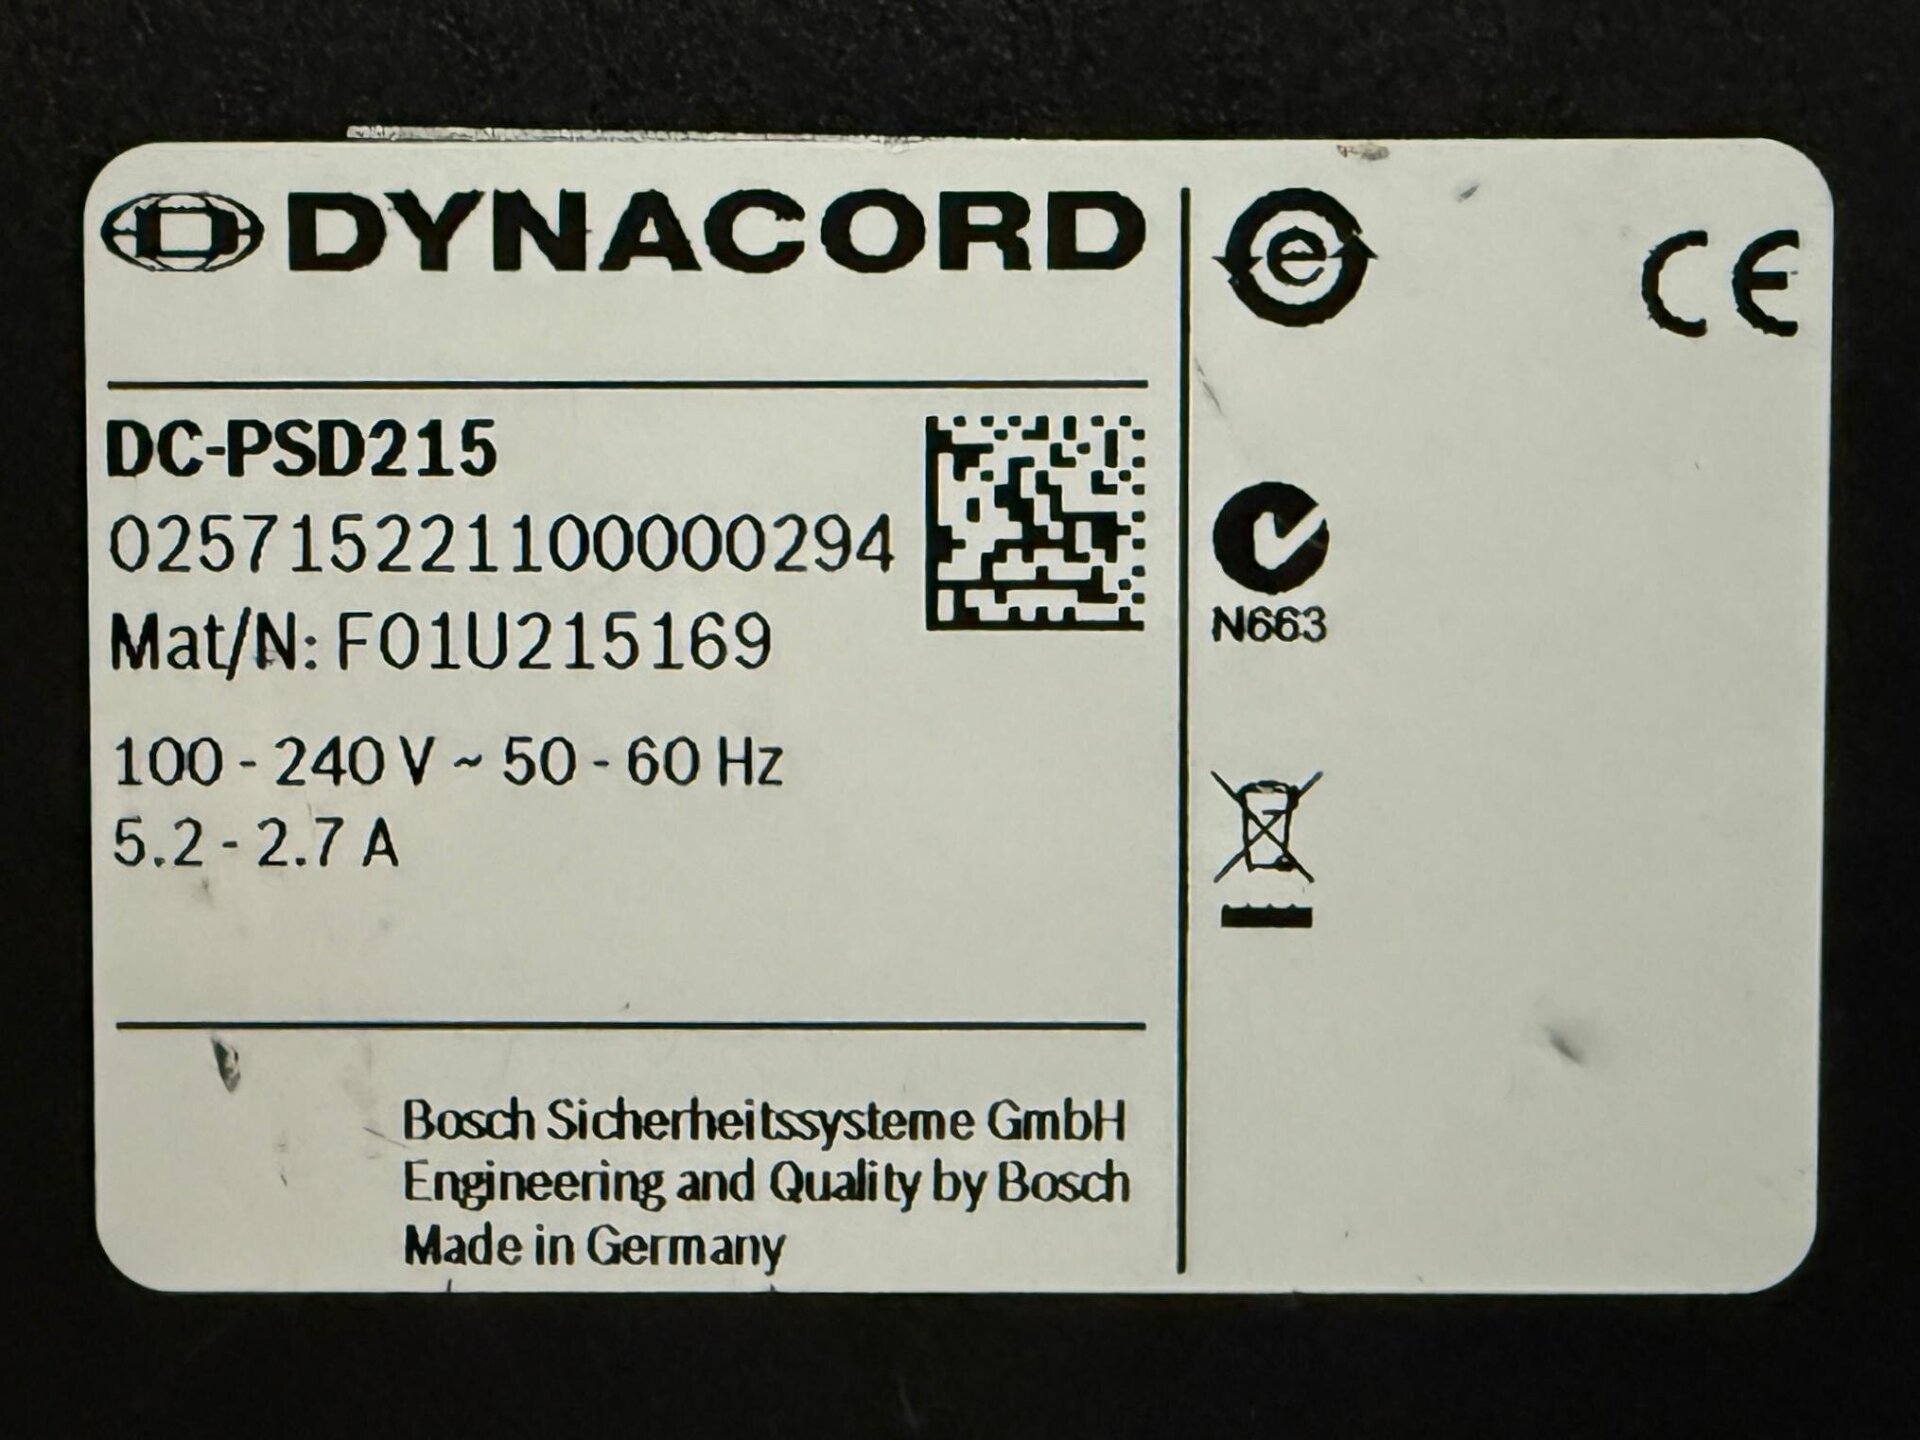 DYNACORD
DC-PSD215
025715221100000294
Mat/N: F01U215169
100 - 240 V ~ 50 - 60 Hz
5.2 - 2.7 A
Bosch Sicherheitssysteme GmbH
Engineering and Quality by Bosch
Made in Germany
e
CE
N663